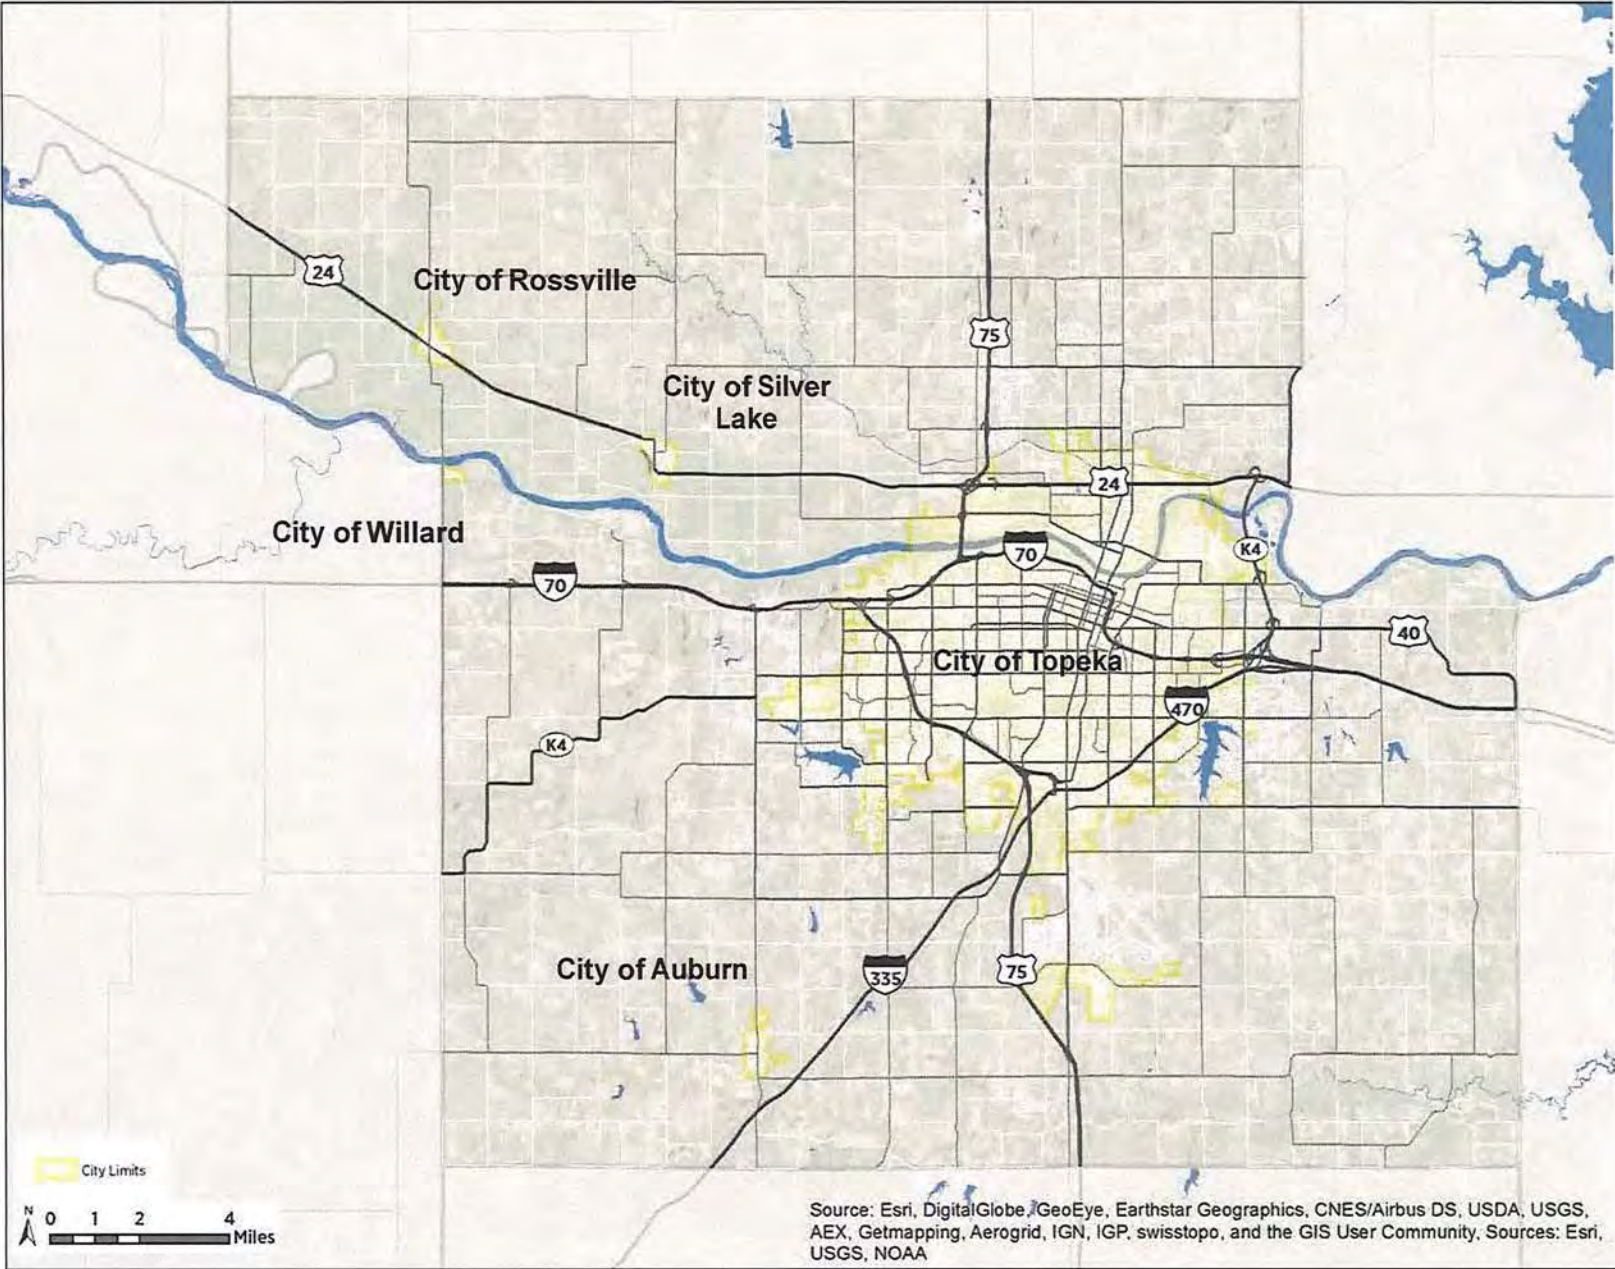 24
City of Rossville
75
City of Silver
Lake
24
City of Willard
70
K4
70
40
City of Topeka
470
K4
City of Auburn
335
75
City Limits
N
0 1 2 4
Miles
Source: Esri, DigitalGlobe, GeoEye, Earthstar Geographics, CNES/Airbus DS, USDA, USGS,
AEX, Getmapping, Aerogrid, IGN, IGP, swisstopo, and the GIS User Community, Sources: Esri,
USGS, NOAA